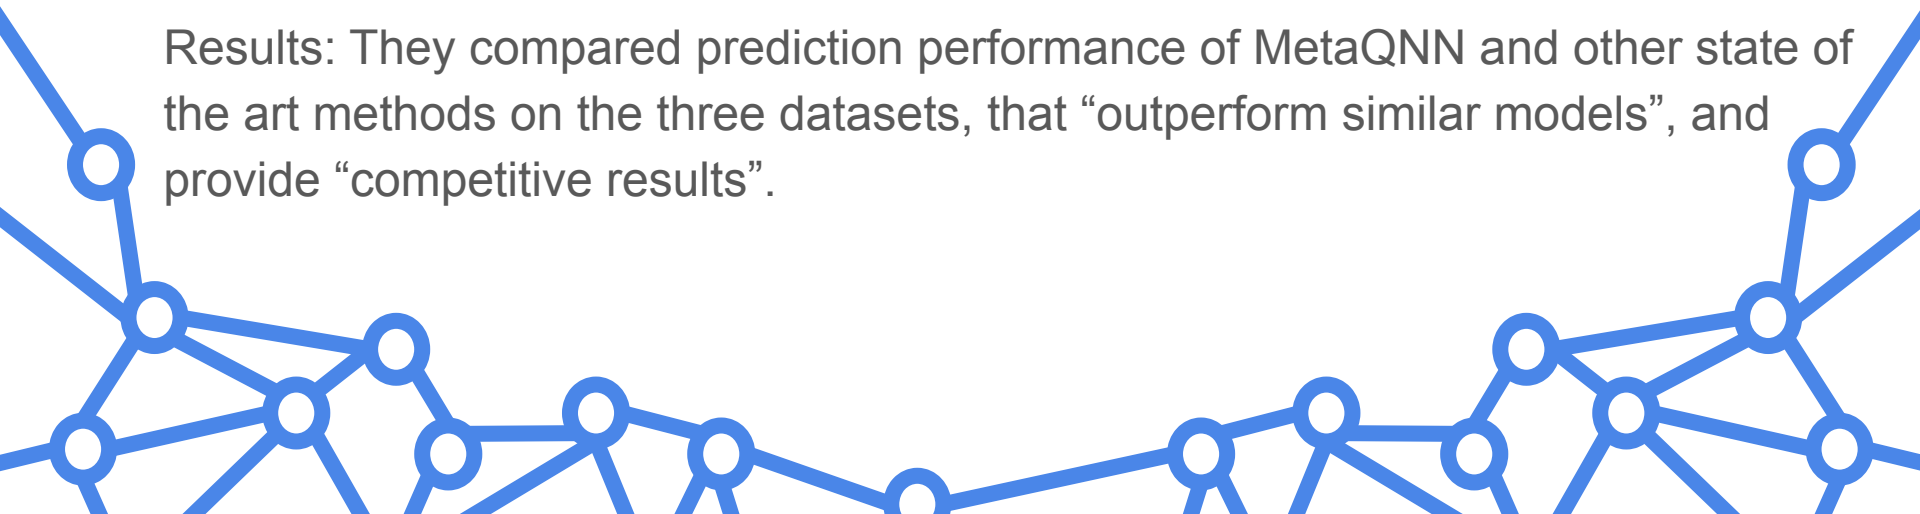 Results: They compared prediction performance of MetaQNN and other state of
the art methods on the three datasets, that “outperform similar models”, and
provide “competitive results”.